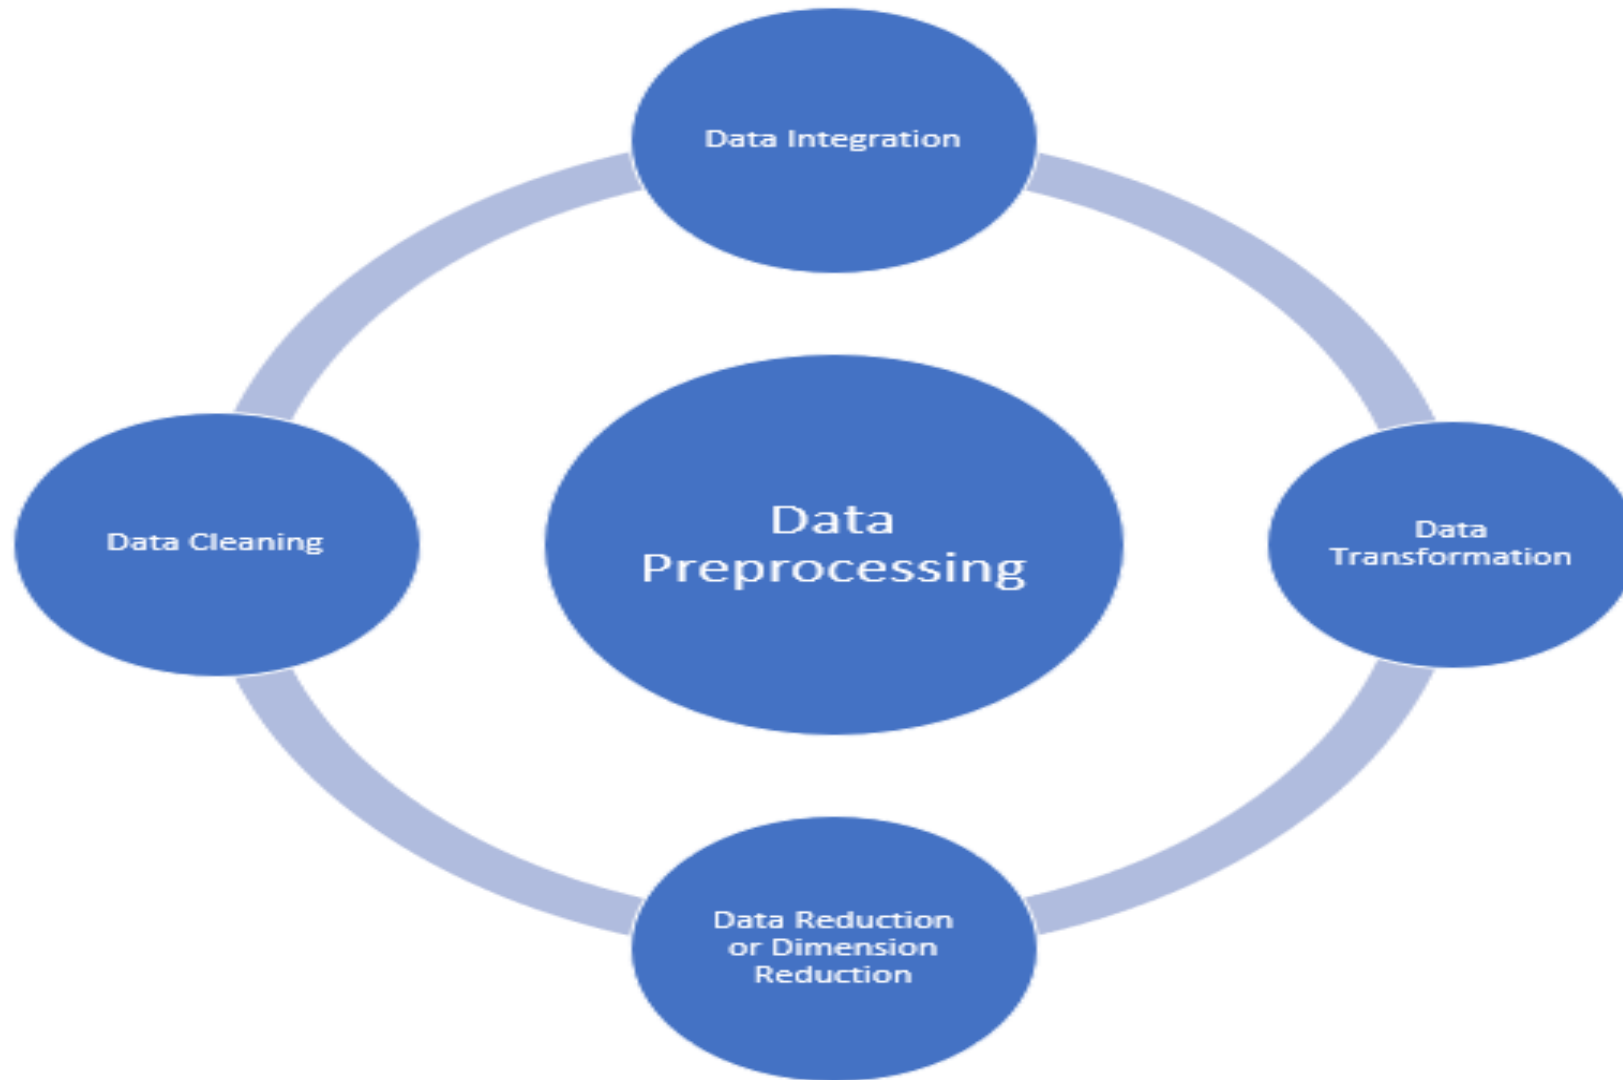 Data Integration
Data Cleaning
Data
Preprocessing
Data
Transformation
Data Reduction
or Dimension
Reduction